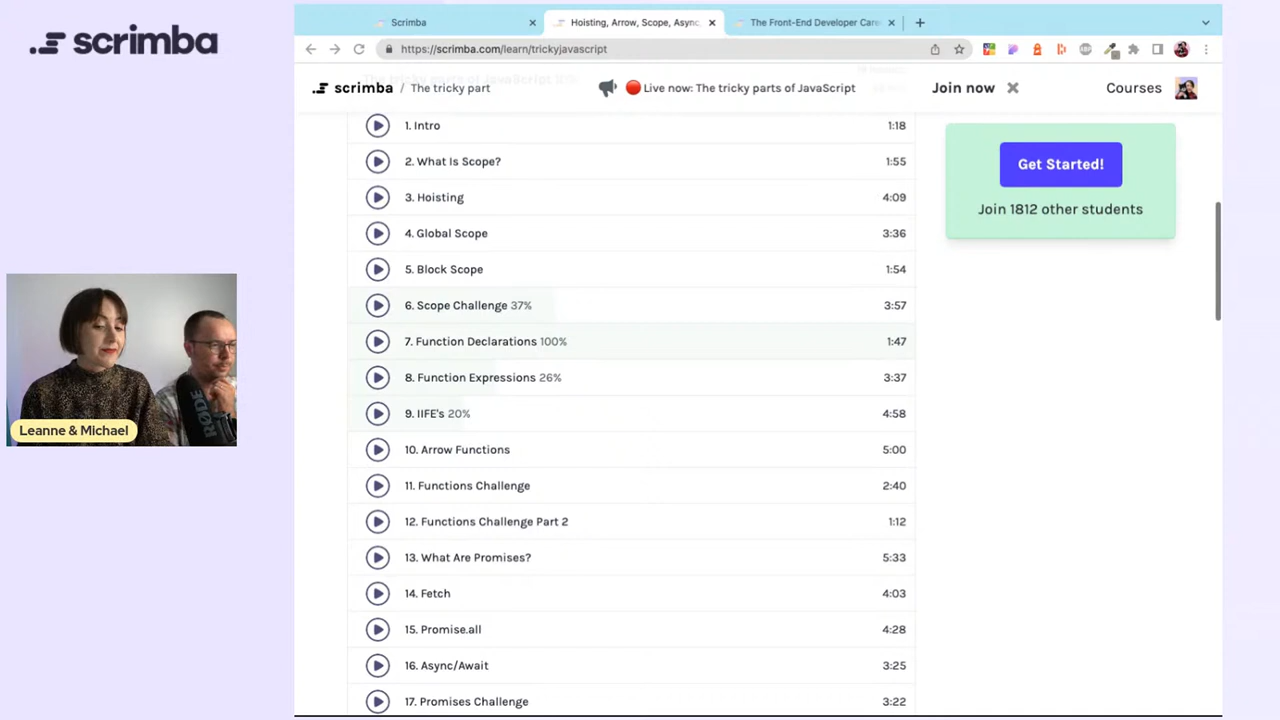 scrimba
Scrimba
Hoisting, Arrow, Scope, Async,
The Front-End Developer Care
https://scrimba.com/learn/trickyjavascript
scrimba / The tricky part
Live now: The tricky parts of JavaScript
Join now
Courses
The tricky parts of JavaScript
1. Intro 1:18
2. What Is Scope? 1:55
3. Hoisting 4:09
4. Global Scope 3:36
5. Block Scope 1:54
6. Scope Challenge 37% 3:57
7. Function Declarations 100% 1:47
8. Function Expressions 26% 3:37
9. IIFE's 20% 4:58
10. Arrow Functions 5:00
11. Functions Challenge 2:40
12. Functions Challenge Part 2 1:12
13. What Are Promises? 5:33
14. Fetch 4:03
15. Promise.all 4:28
16. Async/Await 3:25
17. Promises Challenge 3:22
Get Started!
Join 1812 other students
RØDE
Leanne & Michael